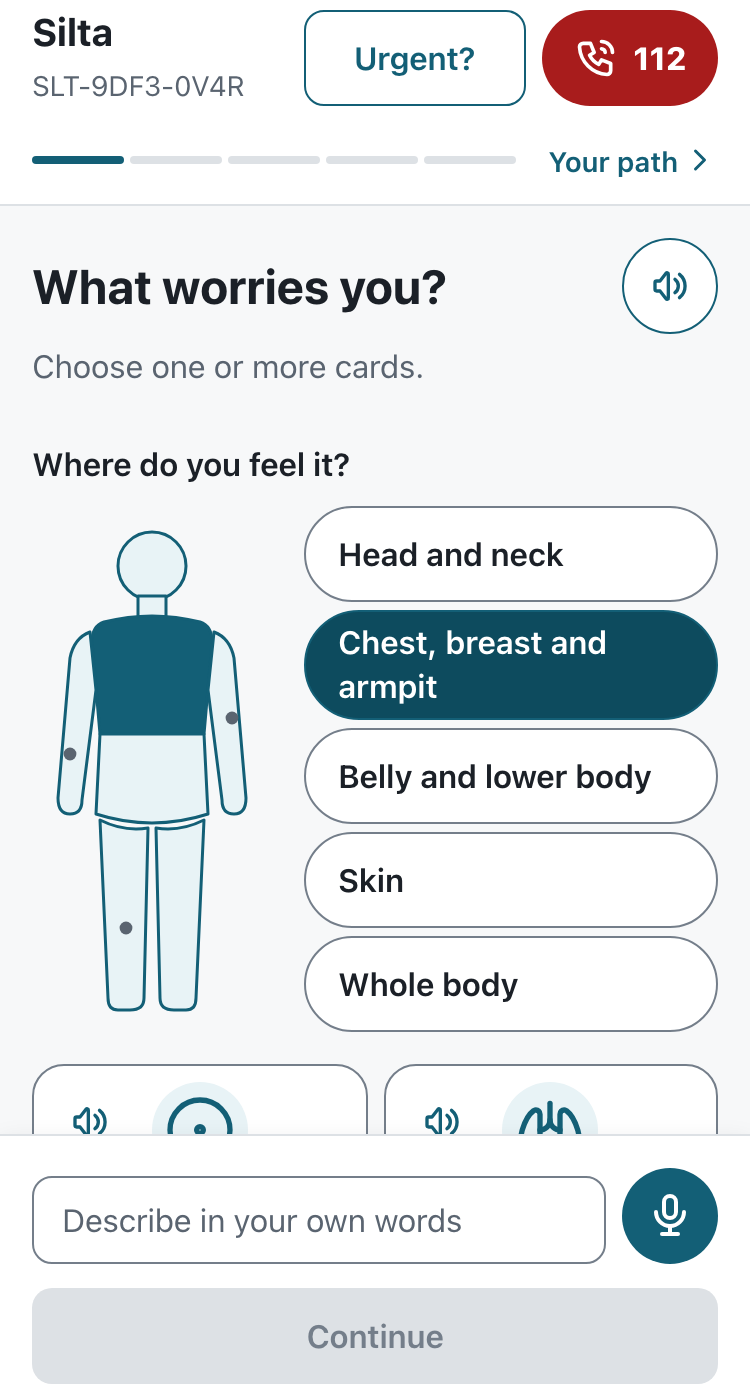 Silta
SLT-9DF3-0V4R
Urgent?
112
Your path
What worries you?
Choose one or more cards.
Where do you feel it?
Head and neck
Chest, breast and
armpit
Belly and lower body
Skin
Whole body
Describe in your own words
Continue